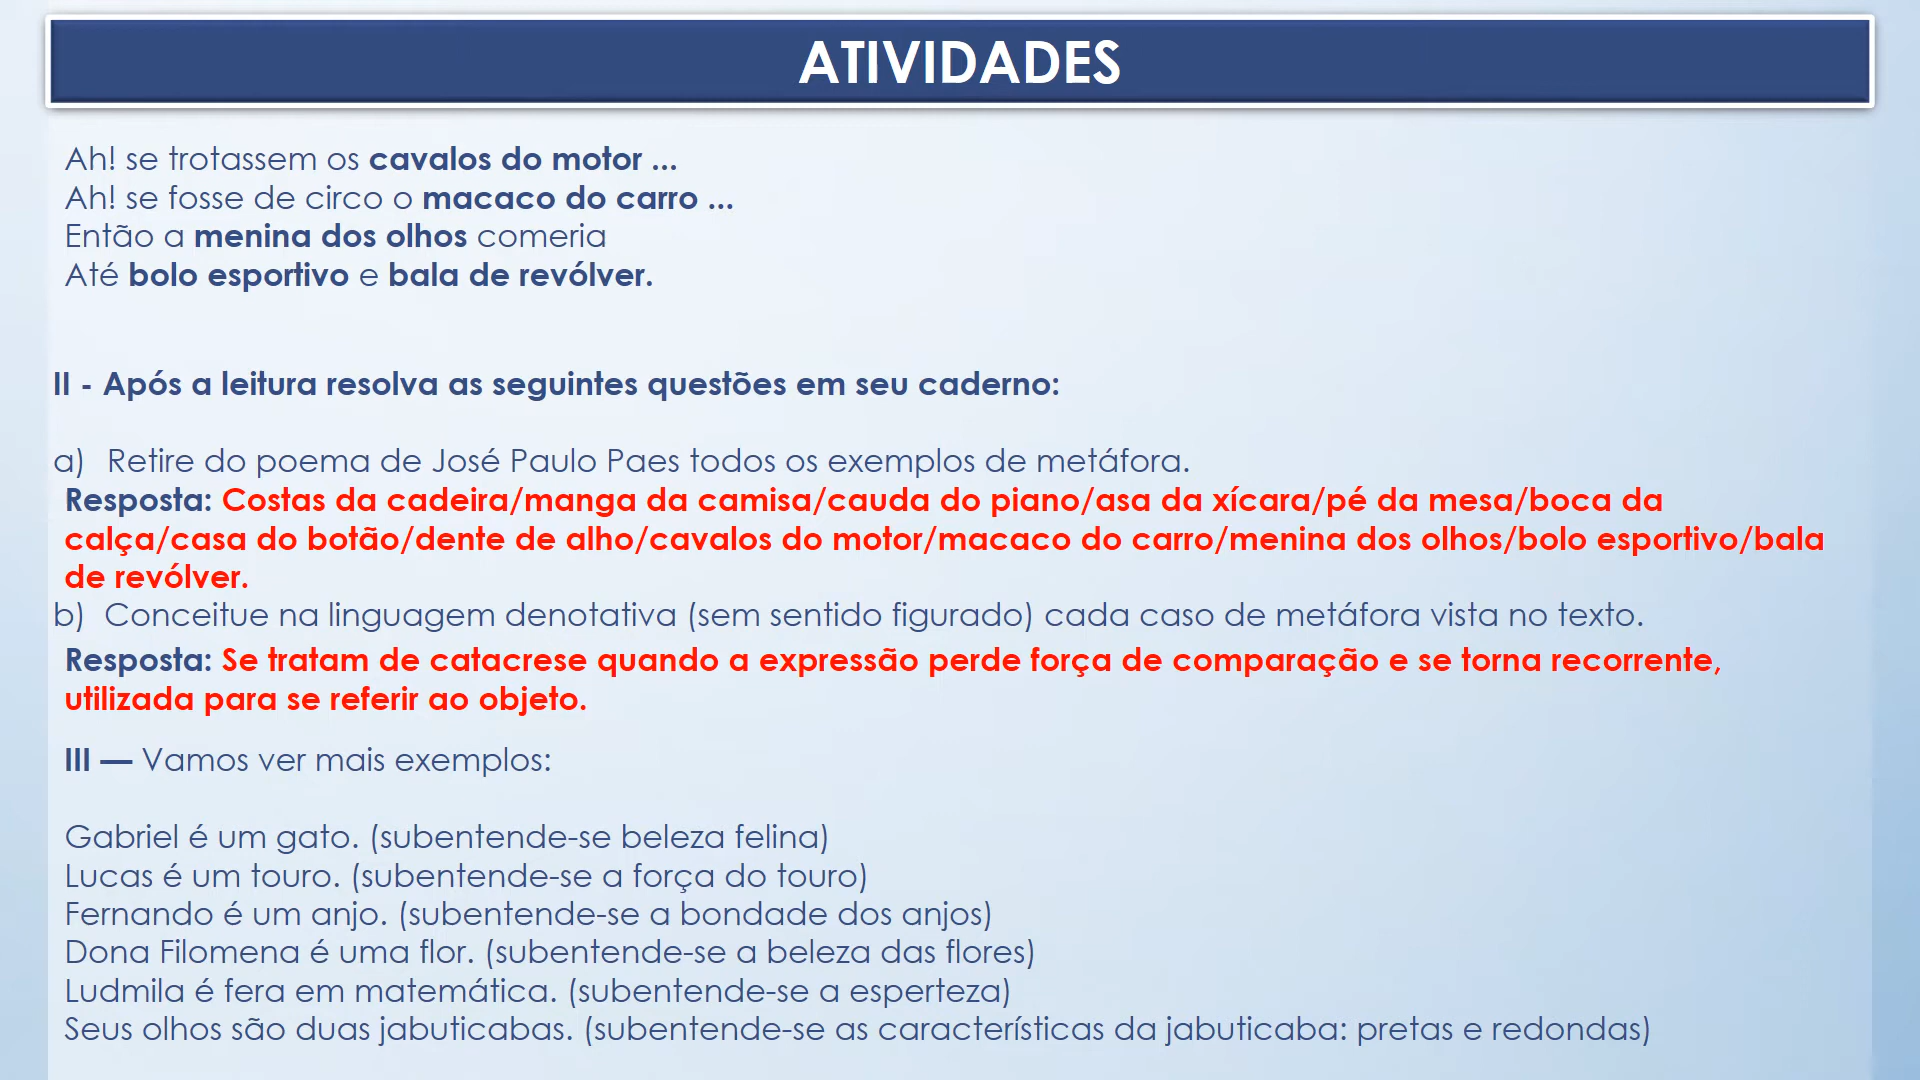 ATIVIDADES
Ah! se trotassem os cavalos do motor ...
Ah! se fosse de circo o macaco do carro ...
Então a menina dos olhos comeria
Até bolo esportivo e bala de revólver.
II - Após a leitura resolva as seguintes questões em seu caderno:
a) Retire do poema de José Paulo Paes todos os exemplos de metáfora.
Resposta: Costas da cadeira/manga da camisa/cauda do piano/asa da xícara/pé da mesa/boca da
calça/casa do botão/dente de alho/cavalos do motor/macaco do carro/menina dos olhos/bolo esportivo/bala
de revólver.
b) Conceitue na linguagem denotativa (sem sentido figurado) cada caso de metáfora vista no texto.
Resposta: Se tratam de catacrese quando a expressão perde força de comparação e se torna recorrente,
utilizada para se referir ao objeto.
III — Vamos ver mais exemplos:
Gabriel é um gato. (subentende-se beleza felina)
Lucas é um touro. (subentende-se a força do touro)
Fernando é um anjo. (subentende-se a bondade dos anjos)
Dona Filomena é uma flor. (subentende-se a beleza das flores)
Ludmila é fera em matemática. (subentende-se a esperteza)
Seus olhos são duas jabuticabas. (subentende-se as características da jabuticaba: pretas e redondas)